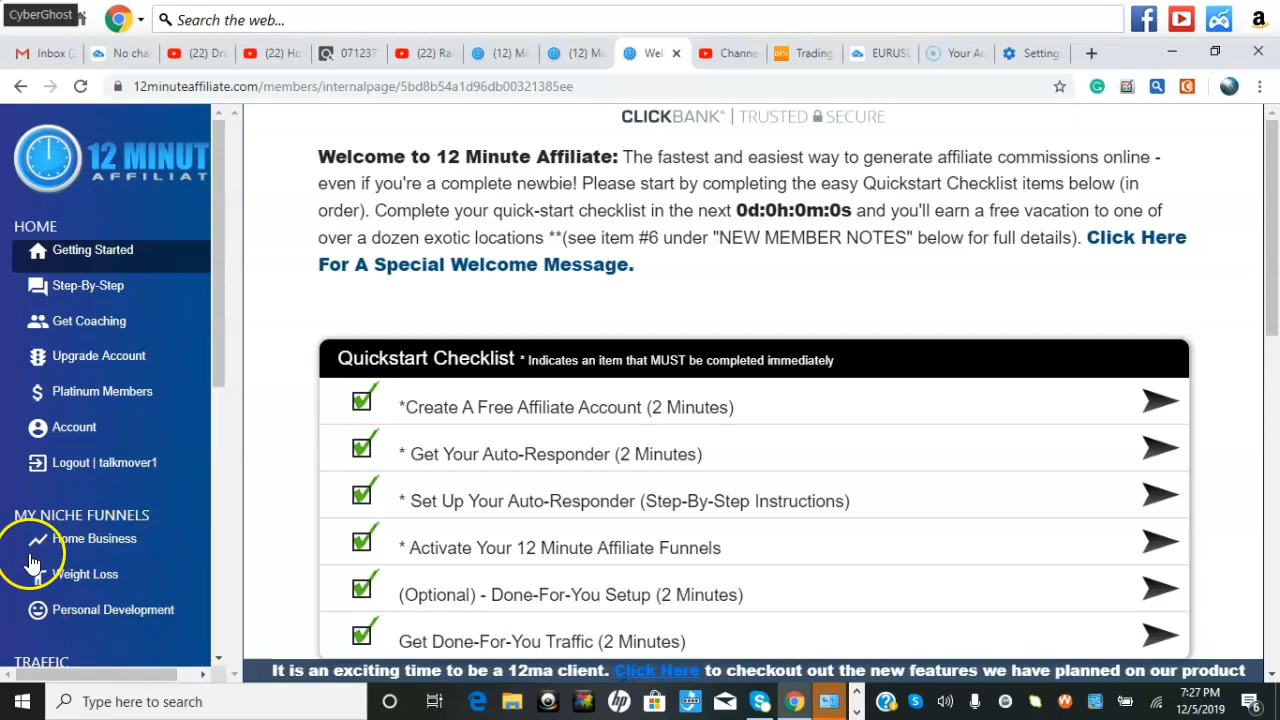 CyberGhost
Search the web...
Inbox (
No cha
(22) Dr
(22) Ho
071237
(22) Ra
(12) M
(12) M
Wel
Channe
Trading
EURUS
Your A
Setting
12minuteaffiliate.com/members/internalpage/5bd8b54a1d96db00321385ee
12 MINUT
AFFILIAT
HOME
Getting Started
Step-By-Step
Get Coaching
Upgrade Account
Platinum Members
Account
Logout | talkmover1
MY NICHE FUNNELS
Home Business
Weight Loss
Personal Development
TRAFFIC
CLICKBANK® | TRUSTED SECURE
Welcome to 12 Minute Affiliate: The fastest and easiest way to generate affiliate commissions online -
even if you're a complete newbie! Please start by completing the easy Quickstart Checklist items below (in
order). Complete your quick-start checklist in the next 0d:0h:0m:0s and you'll earn a free vacation to one of
over a dozen exotic locations **(see item #6 under "NEW MEMBER NOTES" below for full details). Click Here
For A Special Welcome Message.
Quickstart Checklist * Indicates an item that MUST be completed immediately
*Create A Free Affiliate Account (2 Minutes)
* Get Your Auto-Responder (2 Minutes)
* Set Up Your Auto-Responder (Step-By-Step Instructions)
* Activate Your 12 Minute Affiliate Funnels
(Optional) - Done-For-You Setup (2 Minutes)
Get Done-For-You Traffic (2 Minutes)
It is an exciting time to be a 12ma client. Click Here to checkout out the new features we have planned on our product
Type here to search
7:27 PM
12/5/2019
6